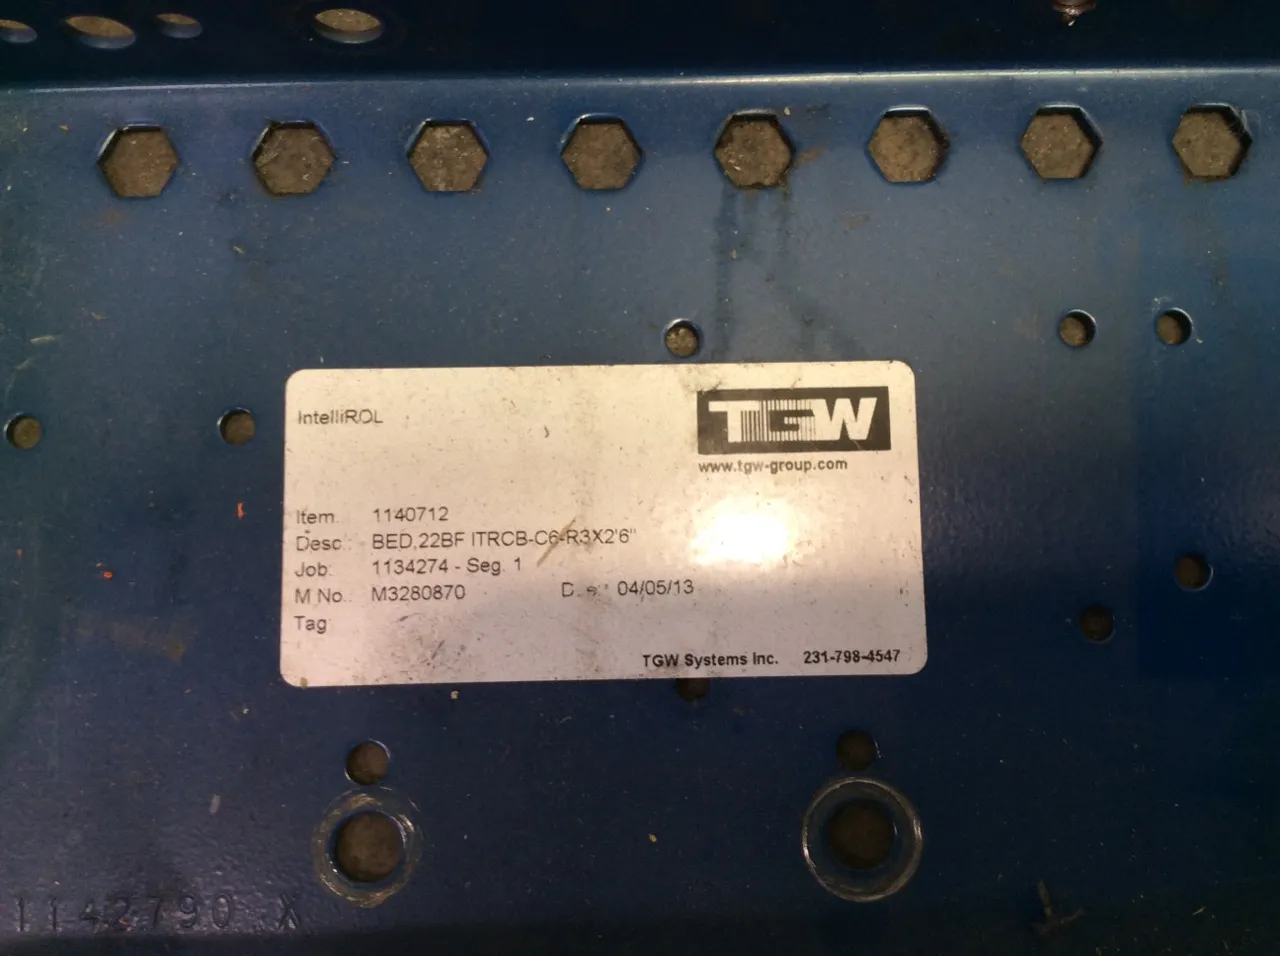 IntelliROL
TGW
www.tgw-group.com
Item: 1140712
Desc.: BED,22BF ITRCB-C6-R3X2'6"
Job: 1134274 - Seg. 1
M No.: M3280870 04/05/13
Tag:
TGW Systems Inc. 231-798-4547
1142790 X